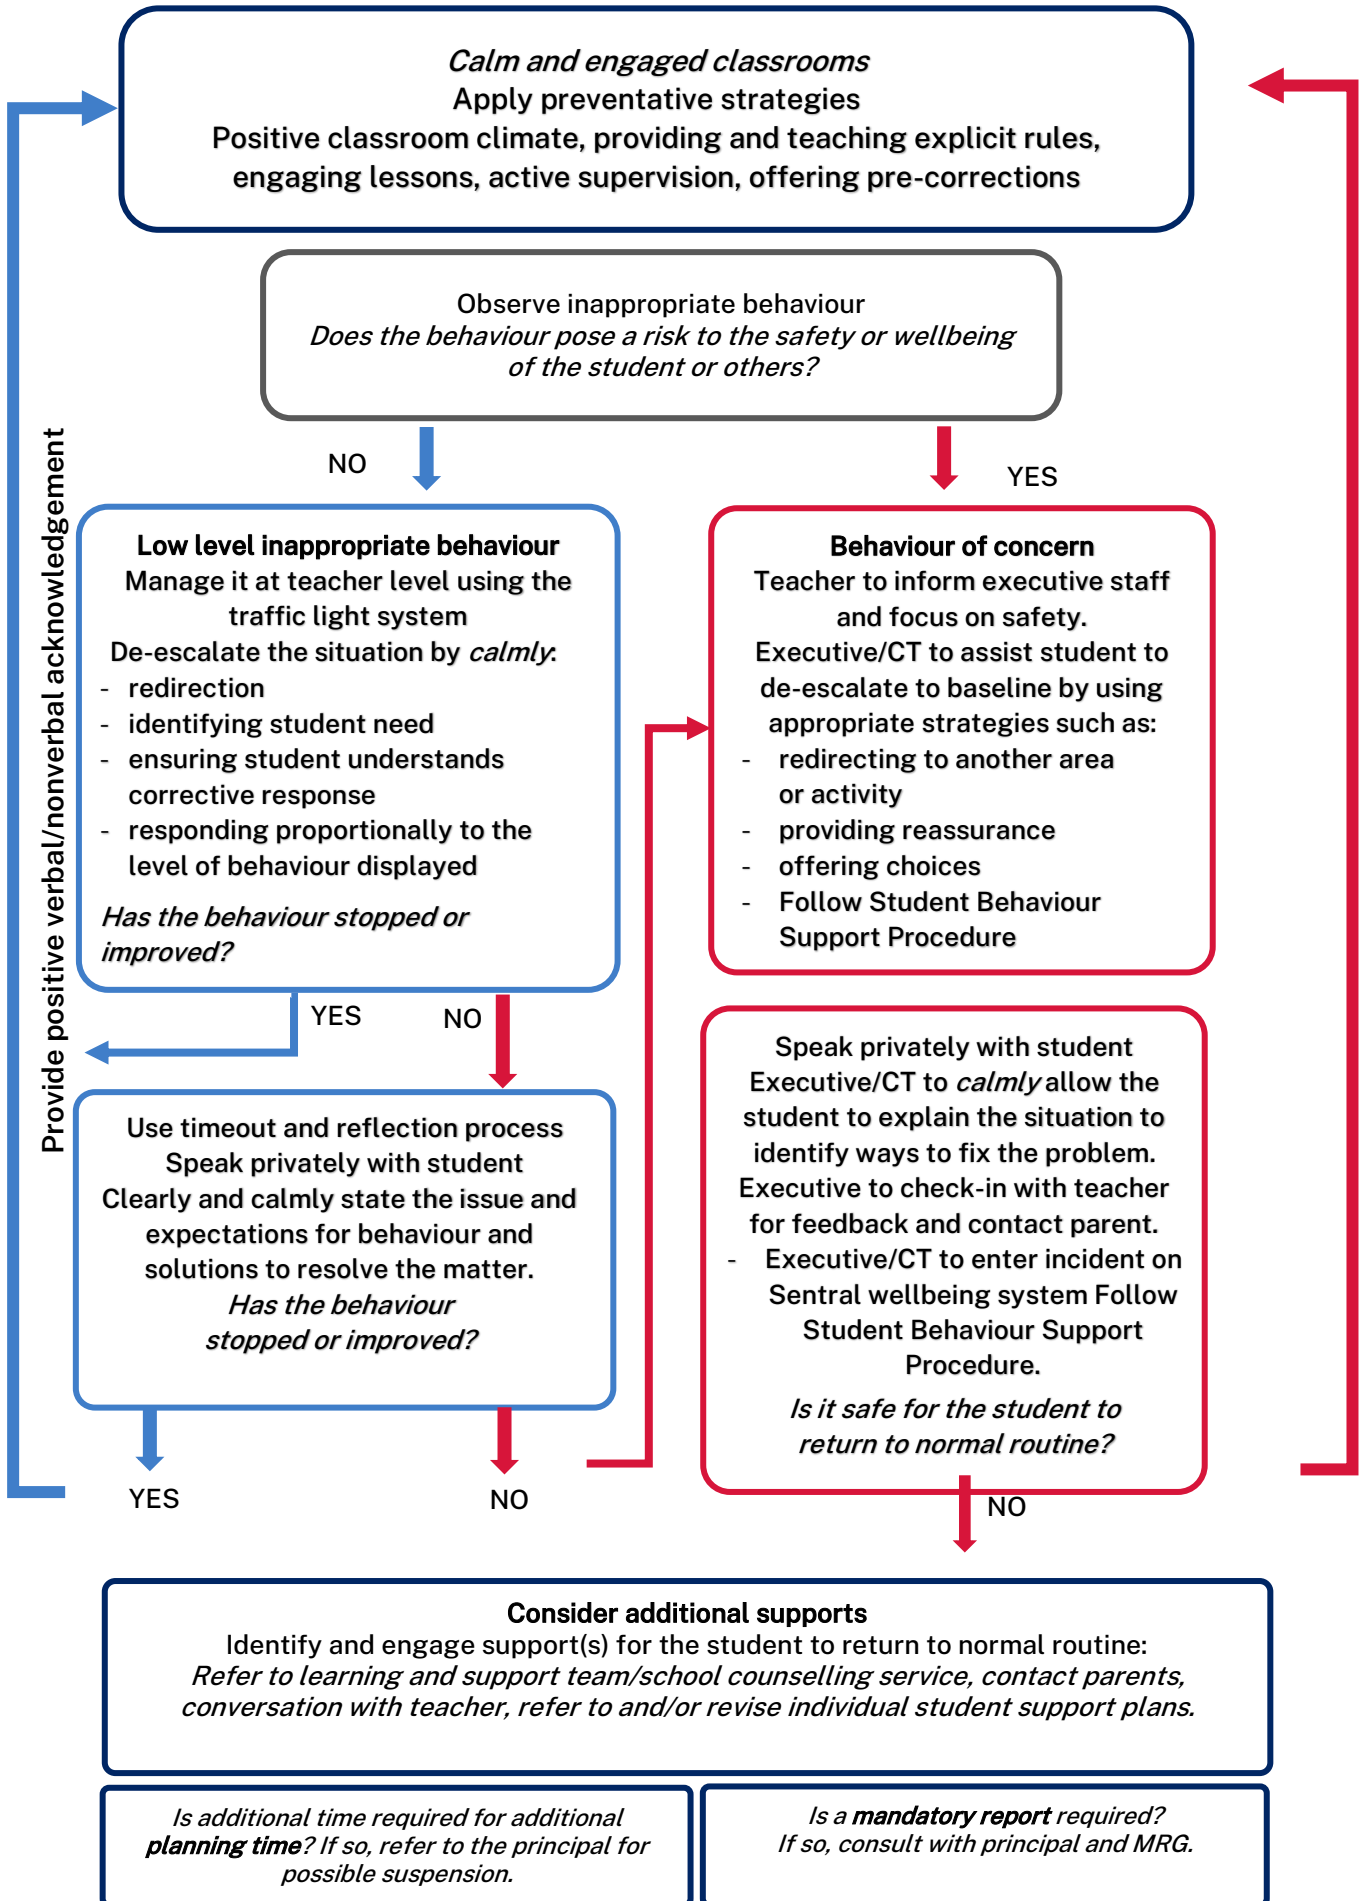 Calm and engaged classrooms
Apply preventative strategies
Positive classroom climate, providing and teaching explicit rules,
engaging lessons, active supervision, offering pre-corrections
Observe inappropriate behaviour
Does the behaviour pose a risk to the safety or wellbeing
of the student or others?
NO
YES
Provide positive verbal/nonverbal acknowledgement
Low level inappropriate behaviour
Manage it at teacher level using the
traffic light system
De-escalate the situation by calmly:
- redirection
- identifying student need
- ensuring student understands
corrective response
- responding proportionally to the
level of behaviour displayed
Has the behaviour stopped or
improved?
YES
NO
Use timeout and reflection process
Speak privately with student
Clearly and calmly state the issue and
expectations for behaviour and
solutions to resolve the matter.
Has the behaviour
stopped or improved?
YES
NO
Behaviour of concern
Teacher to inform executive staff
and focus on safety.
Executive/CT to assist student to
de-escalate to baseline by using
appropriate strategies such as:
- redirecting to another area
or activity
- providing reassurance
- offering choices
- Follow Student Behaviour
Support Procedure
Speak privately with student
Executive/CT to calmly allow the
student to explain the situation to
identify ways to fix the problem.
Executive to check-in with teacher
for feedback and contact parent.
- Executive/CT to enter incident on
Sentral wellbeing system Follow
Student Behaviour Support
Procedure.
Is it safe for the student to
return to normal routine?
NO
Consider additional supports
Identify and engage support(s) for the student to return to normal routine:
Refer to learning and support team/school counselling service, contact parents,
conversation with teacher, refer to and/or revise individual student support plans.
Is additional time required for additional
planning time? If so, refer to the principal for
possible suspension.
Is a mandatory report required?
If so, consult with principal and MRG.